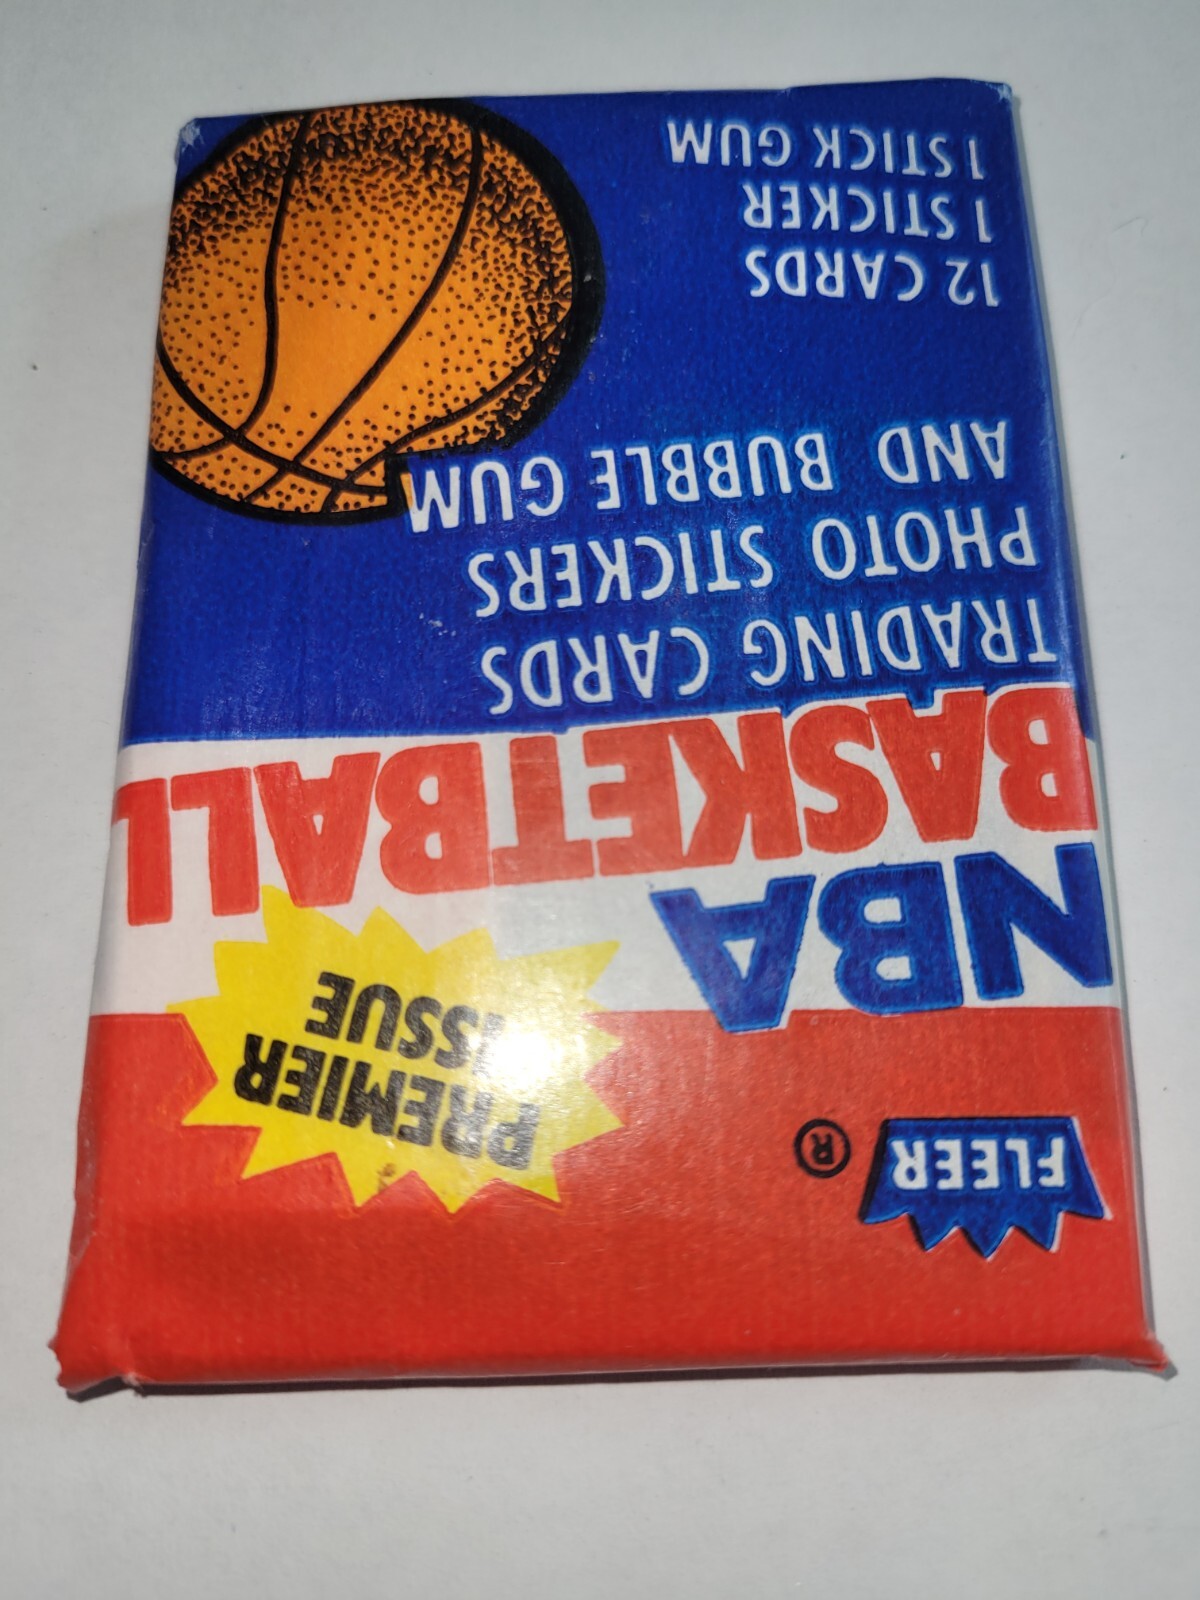 FLEER
®
PREMIER
ISSUE
NBA
BASKETBALL
TRADING CARDS
PHOTO STICKERS
AND BUBBLE GUM
12 CARDS
1 STICKER
1 STICK GUM